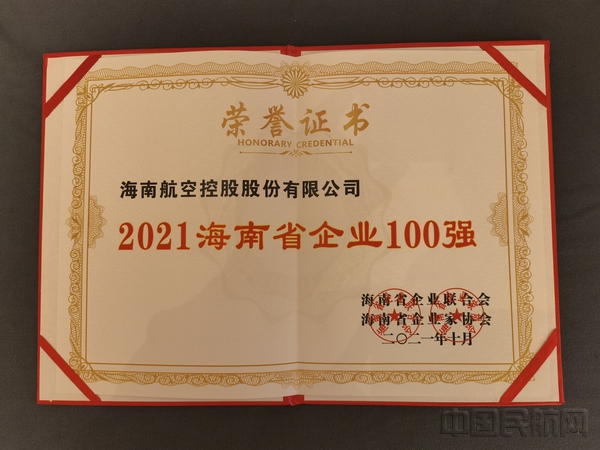 荣誉证书
HONORARY CREDENTIAL
海南航空控股股份有限公司
2021海南省企业100强
海南省企业联合会
海南省企业家协会
二〇二一年十月
中国民航网